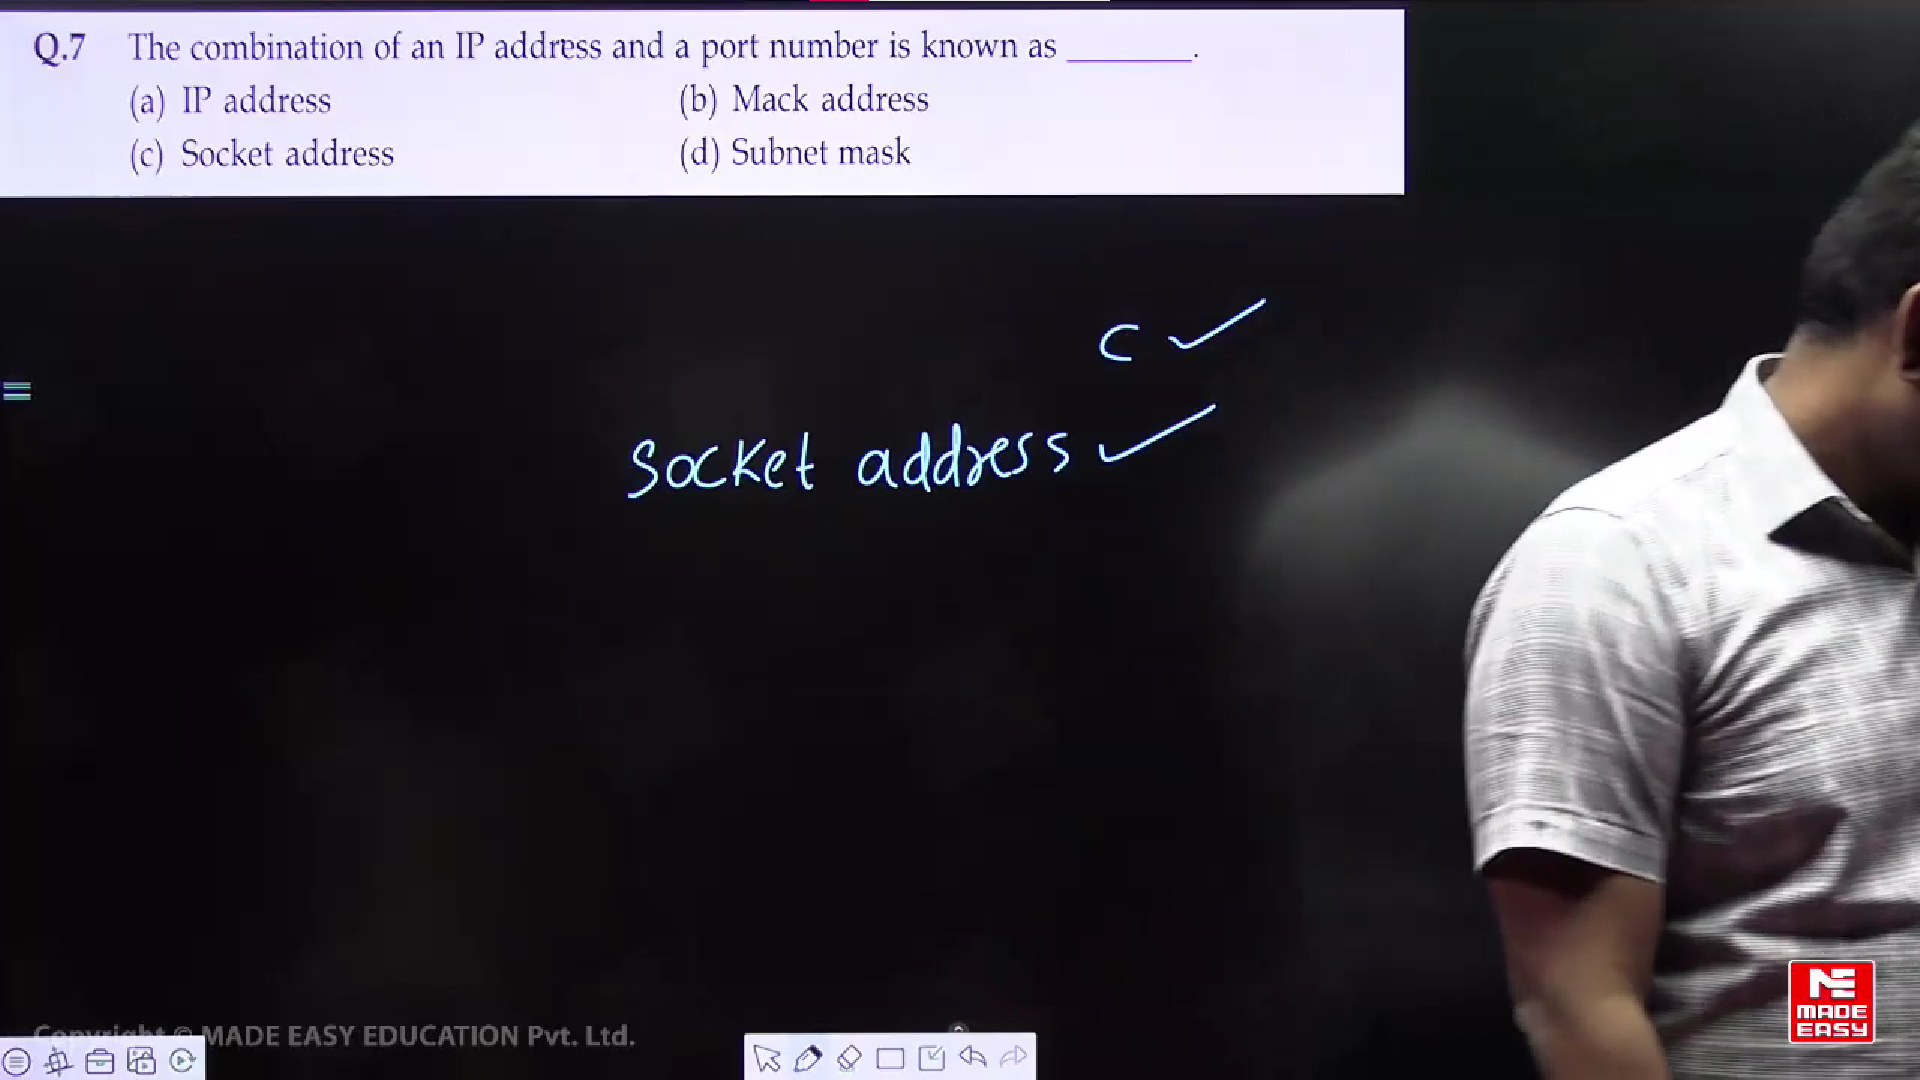 Q.7 The combination of an IP address and a port number is known as ________.
(a) IP address (b) Mack address
(c) Socket address (d) Subnet mask
C
Socket address
Copyright © MADE EASY EDUCATION Pvt. Ltd.
ME
MADE
EASY